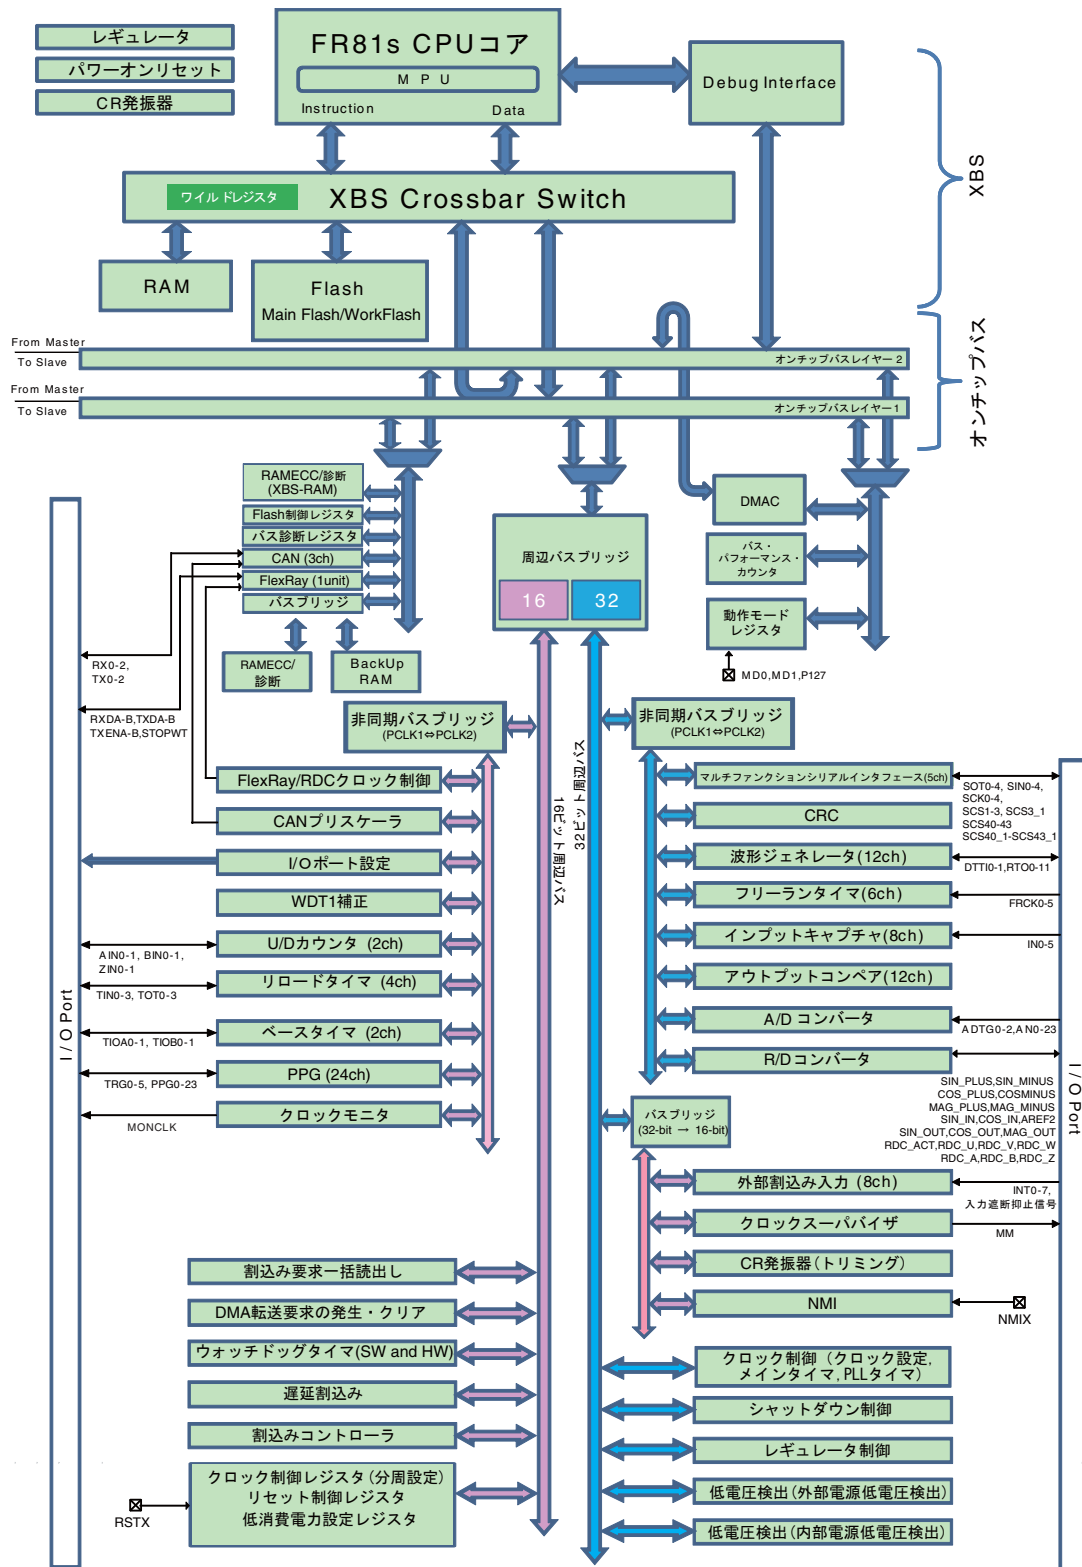 レギュレータ
パワーオンリセット
CR発振器
FR81s CPUコア
M P U
Instruction
Data
Debug Interface
XBS
ワイルドレジスタ
XBS Crossbar Switch
RAM
Flash
Main Flash/WorkFlash
オンチップバス
From Master
To Slave
オンチップバスレイヤー2
From Master
To Slave
オンチップバスレイヤー1
RAMECC/診断
(XBS-RAM)
Flash制御レジスタ
バス診断レジスタ
CAN (3ch)
FlexRay (1unit)
バスブリッジ
RAMECC/
診断
BackUp
RAM
周辺バスブリッジ
16
32
DMAC
バス・
パフォーマンス・
カウンタ
動作モード
レジスタ
MD0,MD1,P127
RX0-2,
TX0-2
RXDA-B,TXDA-B
TXENA-B,STOPWT
非同期バスブリッジ
(PCLK1⇔PCLK2)
非同期バスブリッジ
(PCLK1⇔PCLK2)
16ビット周辺バス
32ビット周辺バス
I/O Port
FlexRay/RDCクロック制御
CANプリスケーラ
I/Oポート設定
WDT1補正
U/Dカウンタ (2ch)
AIN0-1, BIN0-1,
ZIN0-1
リロードタイマ (4ch)
TIN0-3, TOT0-3
ベースタイマ (2ch)
TIOA0-1, TIOB0-1
PPG (24ch)
TRG0-5, PPG0-23
クロックモニタ
MONCLK
マルチファンクションシリアルインタフェース(5ch)
SOT0-4, SIN0-4,
SCK0-4,
SCS1-3, SCS3_1
SCS40-43
SCS40_1-SCS43_1
CRC
波形ジェネレータ(12ch)
DTTI0-1,RTO0-11
フリーランタイマ(6ch)
FRCK0-5
インプットキャプチャ(8ch)
IN0-5
アウトプットコンペア(12ch)
A/D コンバータ
ADTG0-2,AN0-23
R/Dコンバータ
SIN_PLUS,SIN_MINUS
COS_PLUS,COSMINUS
MAG_PLUS,MAG_MINUS
SIN_IN,COS_IN,AREF2
SIN_OUT,COS_OUT,MAG_OUT
RDC_ACT,RDC_U,RDC_V,RDC_W
RDC_A,RDC_B,RDC_Z
I/O Port
バスブリッジ
(32-bit → 16-bit)
外部割込み入力 (8ch)
INT0-7,
入力遮断抑止信号
クロックスーパバイザ
MM
CR発振器(トリミング)
NMI
NMIX
割込み要求一括読出し
DMA転送要求の発生・クリア
ウォッチドッグタイマ(SW and HW)
遅延割込み
割込みコントローラ
クロック制御レジスタ(分周設定)
リセット制御レジスタ
低消費電力設定レジスタ
RSTX
クロック制御 (クロック設定,
メインタイマ,PLLタイマ)
シャットダウン制御
レギュレータ制御
低電圧検出(外部電源低電圧検出)
低電圧検出(内部電源低電圧検出)